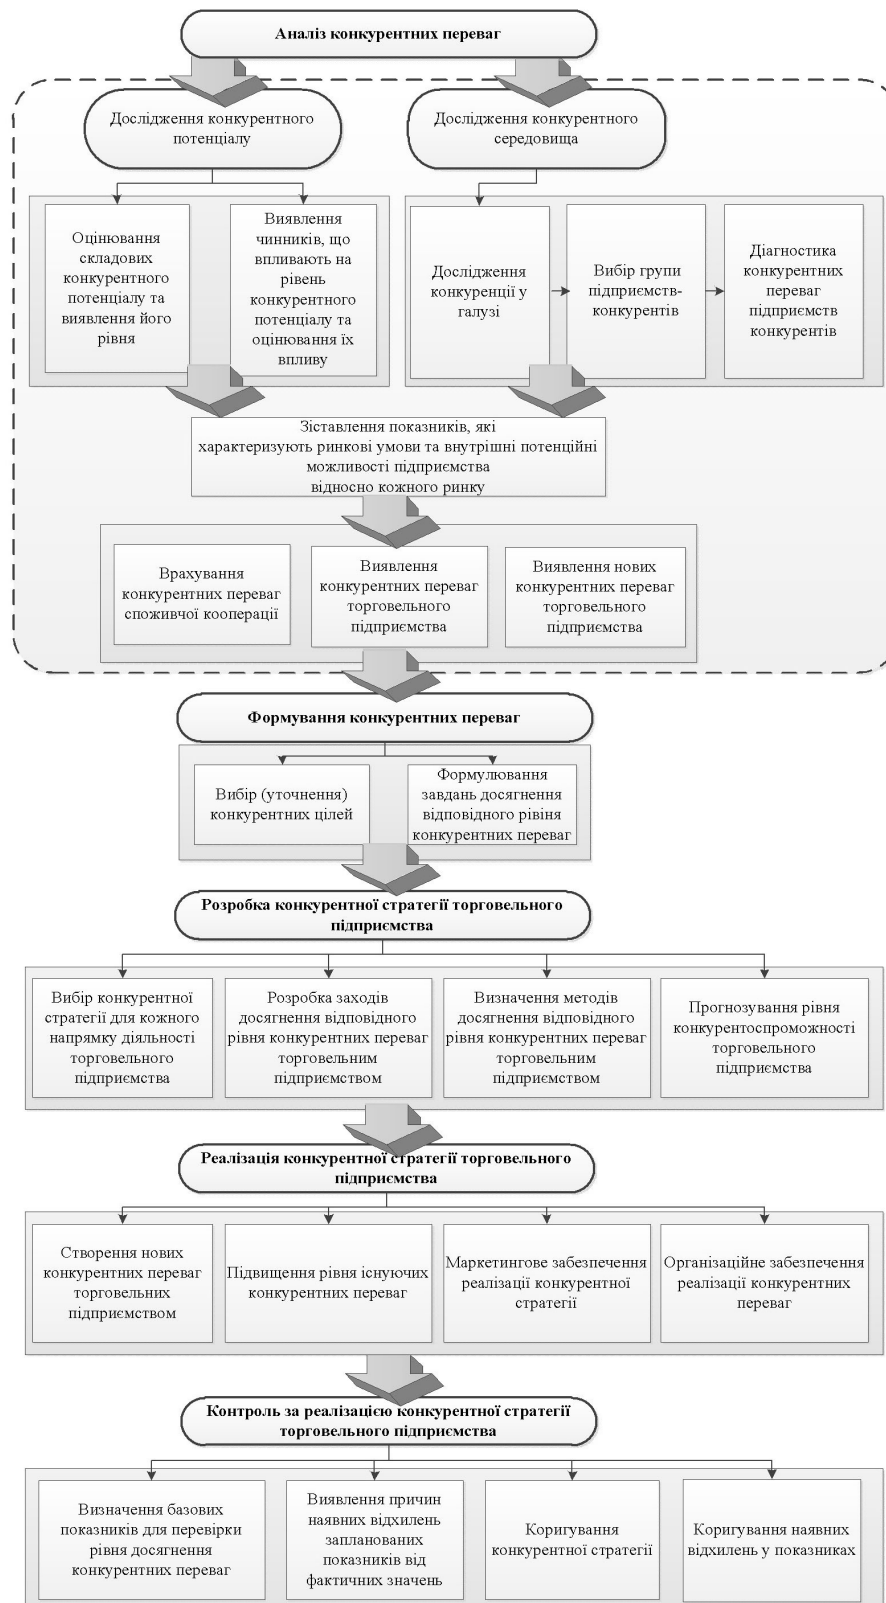 Аналіз конкурентних переваг
Дослідження конкурентного
потенціалу
Дослідження конкурентного
середовища
Оцінювання
складових
конкурентного
потенціалу та
виявлення його
рівня
Виявлення
чинників, що
впливають на
рівень
конкурентного
потенціалу та
оцінювання їх
впливу
Дослідження
конкуренції у
галузі
Вибір групи
підприємств-
конкурентів
Діагностика
конкурентних
переваг
підприємств
конкурентів
Зіставлення показників, які
характеризують ринкові умови та внутрішні потенційні
можливості підприємства
відносно кожного ринку
Врахування
конкурентних переваг
споживчої кооперації
Виявлення
конкурентних переваг
торговельного
підприємства
Виявлення нових
конкурентних переваг
торговельного
підприємства
Формування конкурентних переваг
Вибір (уточнення)
конкурентних цілей
Формулювання
завдань досягнення
відповідного рівіня
конкурентних переваг
Розробка конкурентної стратегії торговельного
підприємства
Вибір конкурентної
стратегії для кожного
напрямку діяльності
торговельного
підприємства
Розробка заходів
досягнення відповідного
рівня конкурентних переваг
торговельним
підприємством
Визначення методів
досягнення відповідного
рівня конкурентних переваг
торговельним
підприємством
Прогнозування рівня
конкурентоспроможності
торговельного
підприємства
Реалізація конкурентної стратегії торговельного
підприємства
Створення нових
конкурентних переваг
торговельних
підприємством
Підвищення рівня існуючих
конкурентних переваг
Маркетингове забезпечення
реалізації конкурентної
стратегії
Організаційне забезпечення
реалізації конкурентних
переваг
Контроль за реалізацією конкурентної стратегії
торговельного підприємства
Визначення базових
показників для перевірки
рівня досягнення
конкурентних переваг
Виявлення причин
наявних відхилень
запланованих
показників від
фактичних значень
Коригування
конкурентної стратегії
Коригування наявних
відхилень у показниках